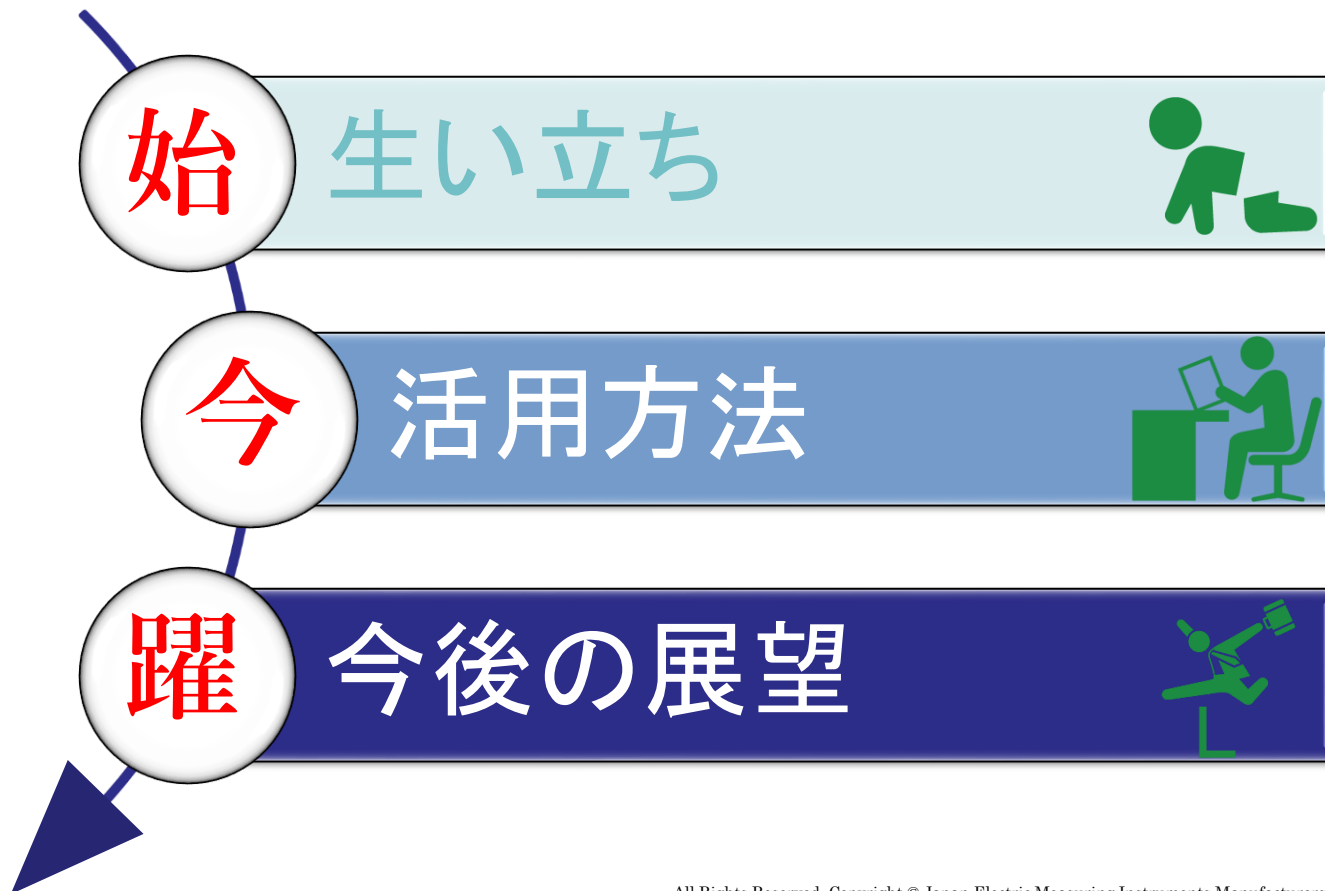 始 生い立ち
今 活用方法
躍 今後の展望
All Rights Reserved, Copyright © Japan Electric Measuring Instruments Manufacturers